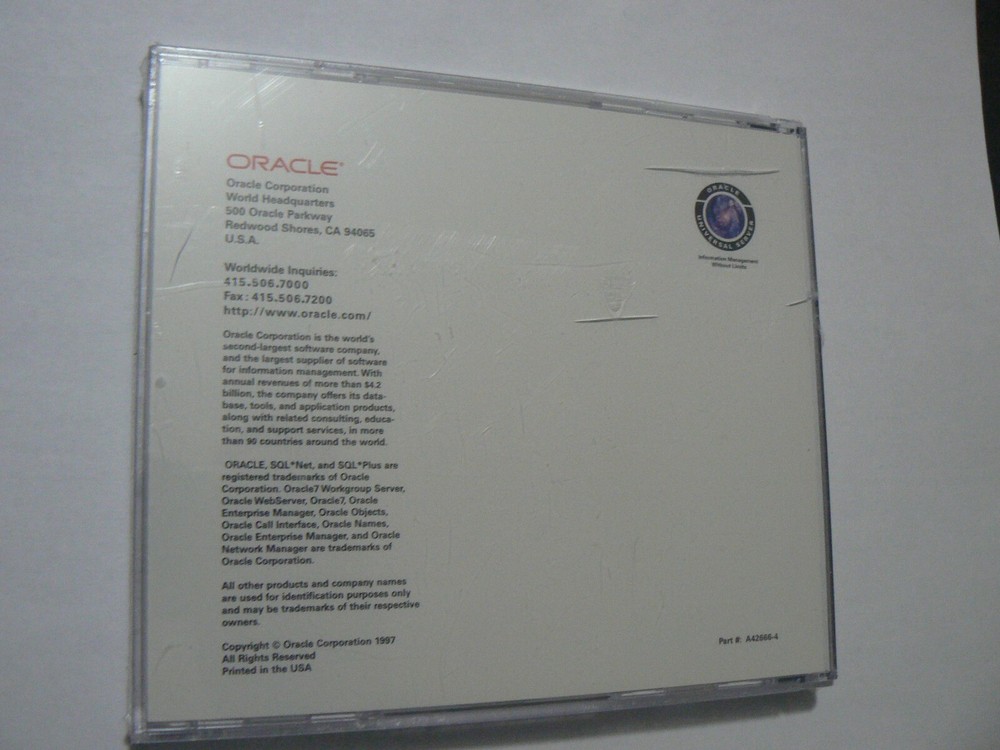 ORACLE®
Oracle Corporation
World Headquarters
500 Oracle Parkway
Redwood Shores, CA 94065
U.S.A.
Worldwide Inquiries:
415.506.7000
Fax : 415.506.7200
http://www.oracle.com/
Oracle Corporation is the world's
second-largest software company,
and the largest supplier of software
for information management. With
annual revenues of more than $4.2
billion, the company offers its data-
base, tools, and application products,
along with related consulting, educa-
tion, and support services, in more
than 90 countries around the world.
ORACLE, SQL*Net, and SQL*Plus are
registered trademarks of Oracle
Corporation. Oracle7 Workgroup Server,
Oracle WebServer, Oracle7, Oracle
Enterprise Manager, Oracle Objects,
Oracle Call Interface, Oracle Names,
Oracle Enterprise Manager, and Oracle
Network Manager are trademarks of
Oracle Corporation.
All other products and company names
are used for identification purposes only
and may be trademarks of their respective
owners.
Copyright © Oracle Corporation 1997
All Rights Reserved
Printed in the USA
ORACLE
UNIVERSAL SERVER
Information Management
Without Limits
Part #: A42666-4